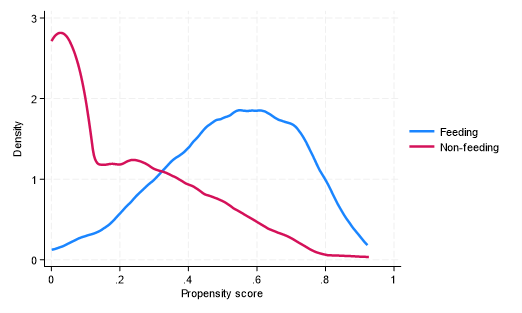 Density
3
2
1
0
0
.2
.4
.6
.8
1
Propensity score
Feeding
Non-feeding